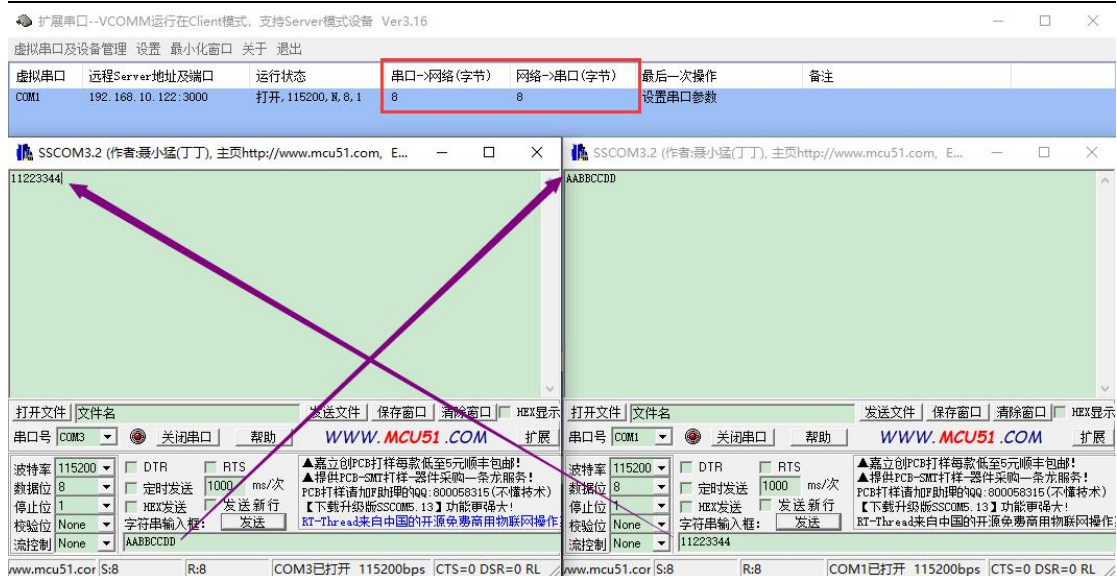 扩展串口--VCOMM运行在Client模式, 支持Server模式设备 Ver3.16
虚拟串口及设备管理 设置 最小化窗口 关于 退出
虚拟串口 远程Server地址及端口 运行状态 串口->网络(字节) 网络->串口(字节) 最后一次操作 备注
COM1 192.168.10.122:3000 打开,115200,N,8,1 8 8 设置串口参数
SSCOM3.2 (作者:聂小猛(丁丁), 主页http://www.mcu51.com, E...
11223344
打开文件 文件名 发送文件 保存窗口 清除窗口 HEX显示
串口号 COM3 关闭串口 帮助 WWW.MCU51.COM 扩展
波特率 115200 DTR RTS
数据位 8 定时发送 1000 ms/次
停止位 1 HEX发送 发送新行
校验位 None 字符串输入框: 发送
流控制 None AABBCCDD
▲嘉立创PCB打样每款低至5元顺丰包邮!
▲提供PCB-SMT打样-器件采购一条龙服务!
PCB打样请加 QQ:800058315(不懂技术)
【下载升级版SSCOM5.13】功能更强大!
RT-Thread来自中国的开源免费商用物联网操作
www.mcu51.cor S:8 R:8 COM3已打开 115200bps CTS=0 DSR=0 RL
SSCOM3.2 (作者:聂小猛(丁丁), 主页http://www.mcu51.com, E...
AABBCCDD
打开文件 文件名 发送文件 保存窗口 清除窗口 HEX显示
串口号 COM1 关闭串口 帮助 WWW.MCU51.COM 扩展
波特率 115200 DTR RTS
数据位 8 定时发送 1000 ms/次
停止位 1 HEX发送 发送新行
校验位 None 字符串输入框: 发送
流控制 None 11223344
▲嘉立创PCB打样每款低至5元顺丰包邮!
▲提供PCB-SMT打样-器件采购一条龙服务!
PCB打样请加 QQ:800058315(不懂技术)
【下载升级版SSCOM5.13】功能更强大!
RT-Thread来自中国的开源免费商用物联网操作
www.mcu51.cor S:8 R:8 COM1已打开 115200bps CTS=0 DSR=0 RL